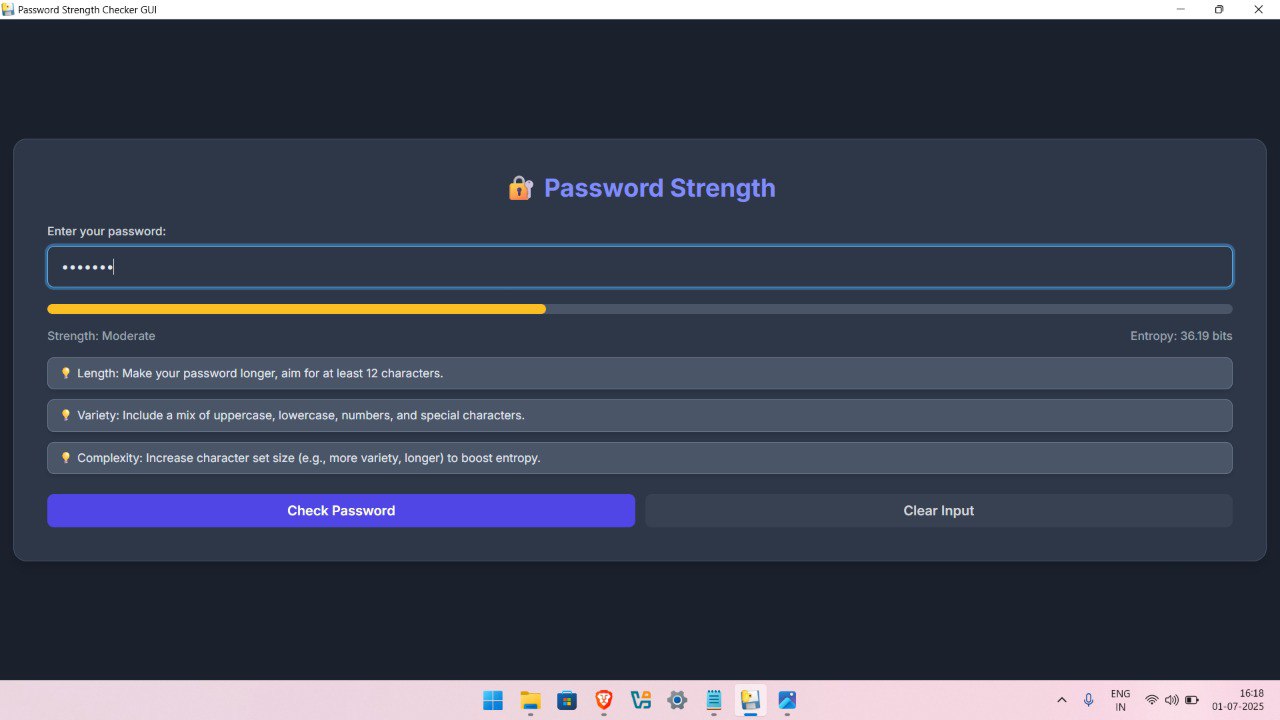 Password Strength Checker GUI
🔐 Password Strength
Enter your password:
•••••••
Strength: Moderate
Entropy: 36.19 bits
💡 Length: Make your password longer, aim for at least 12 characters.
💡 Variety: Include a mix of uppercase, lowercase, numbers, and special characters.
💡 Complexity: Increase character set size (e.g., more variety, longer) to boost entropy.
Check Password
Clear Input
ENG
IN
16:18
01-07-2025